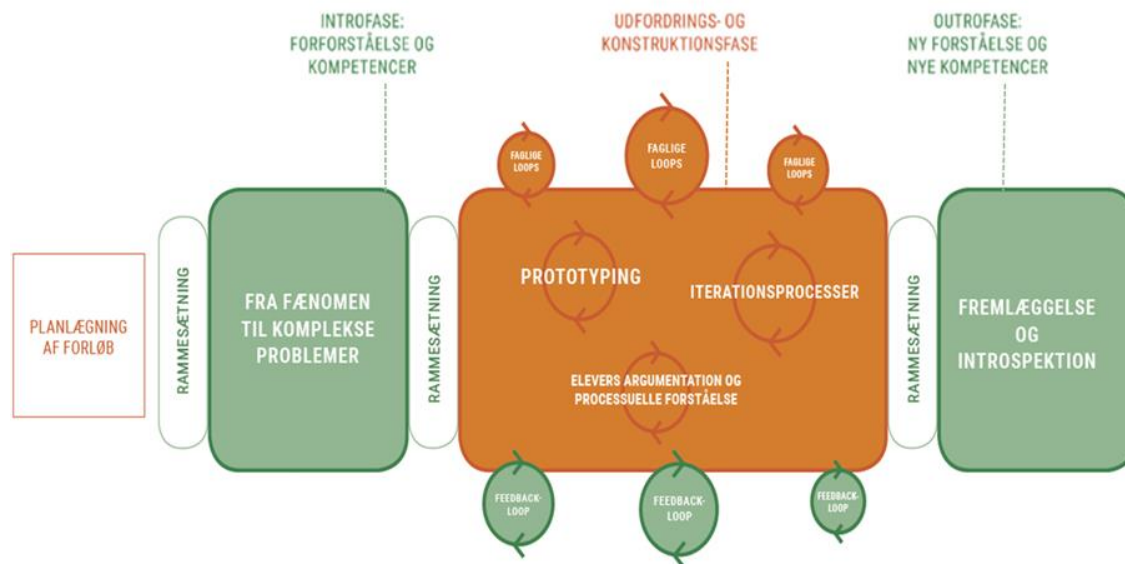 INTROFASE:
FORFORSTÅELSE OG
KOMPETENCER
UDFORDRINGS- OG
KONSTRUKTIONSFASE
OUTROFASE:
NY FORSTÅELSE OG
NYE KOMPETENCER
FAGLIGE
LOOPS
FAGLIGE
LOOPS
FAGLIGE
LOOPS
PLANLÆGNING
AF FORLØB
RAMMESÆTNING
FRA FÆNOMEN
TIL KOMPLEKSE
PROBLEMER
RAMMESÆTNING
PROTOTYPING
ITERATIONSPROCESSER
ELEVERS ARGUMENTATION OG
PROCESSUELLE FORSTÅELSE
RAMMESÆTNING
FREMLÆGGELSE
OG
INTROSPEKTION
FEEDBACK-
LOOP
FEEDBACK-
LOOP
FEEDBACK-
LOOP